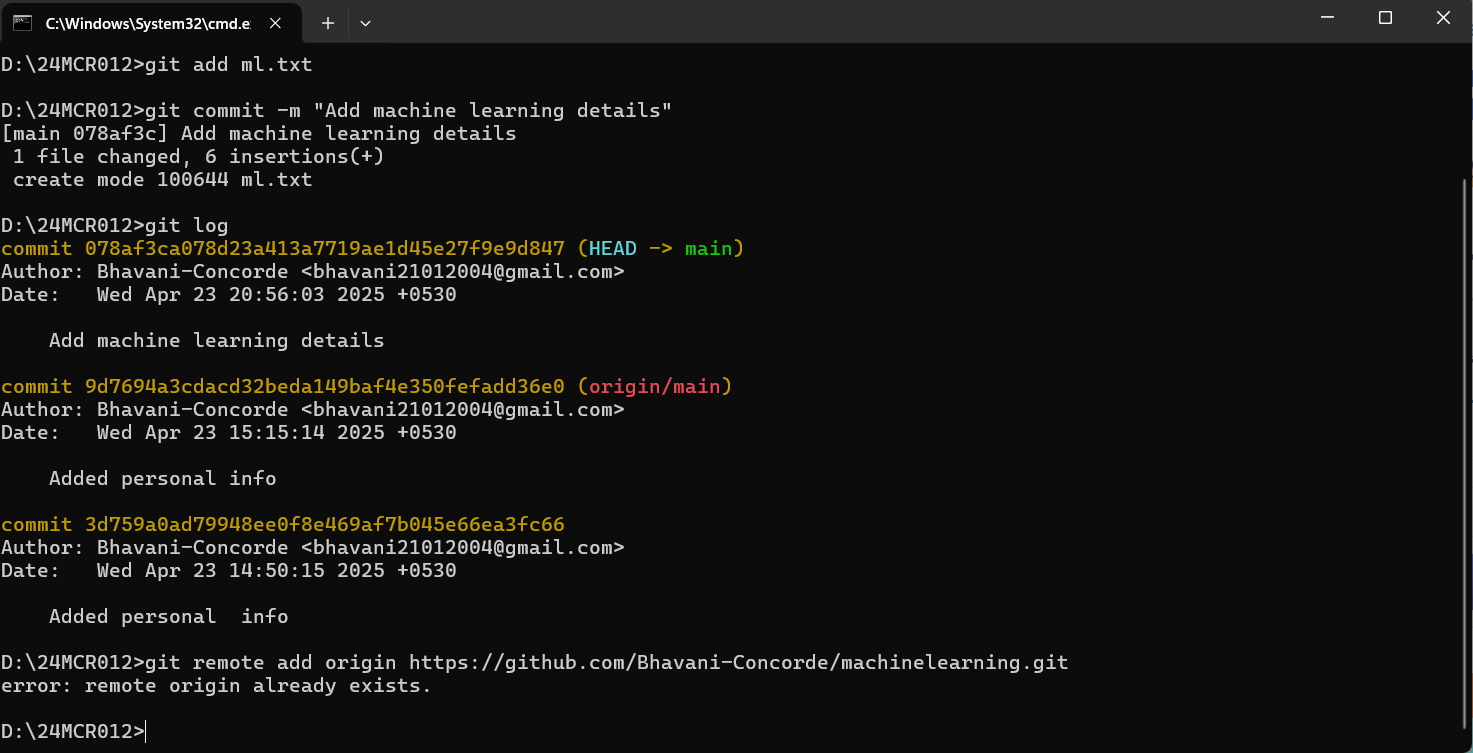 C:\Windows\System32\cmd.e
D:\24MCR012>git add ml.txt
D:\24MCR012>git commit -m "Add machine learning details"
[main 078af3c] Add machine learning details
 1 file changed, 6 insertions(+)
 create mode 100644 ml.txt
D:\24MCR012>git log
commit 078af3ca078d23a413a7719ae1d45e27f9e9d847 (HEAD -> main)
Author: Bhavani-Concorde <bhavani21012004@gmail.com>
Date:   Wed Apr 23 20:56:03 2025 +0530
    Add machine learning details
commit 9d7694a3cdacd32beda149baf4e350fefadd36e0 (origin/main)
Author: Bhavani-Concorde <bhavani21012004@gmail.com>
Date:   Wed Apr 23 15:15:14 2025 +0530
    Added personal info
commit 3d759a0ad79948ee0f8e469af7b045e66ea3fc66
Author: Bhavani-Concorde <bhavani21012004@gmail.com>
Date:   Wed Apr 23 14:50:15 2025 +0530
    Added personal  info
D:\24MCR012>git remote add origin https://github.com/Bhavani-Concorde/machinelearning.git
error: remote origin already exists.
D:\24MCR012>